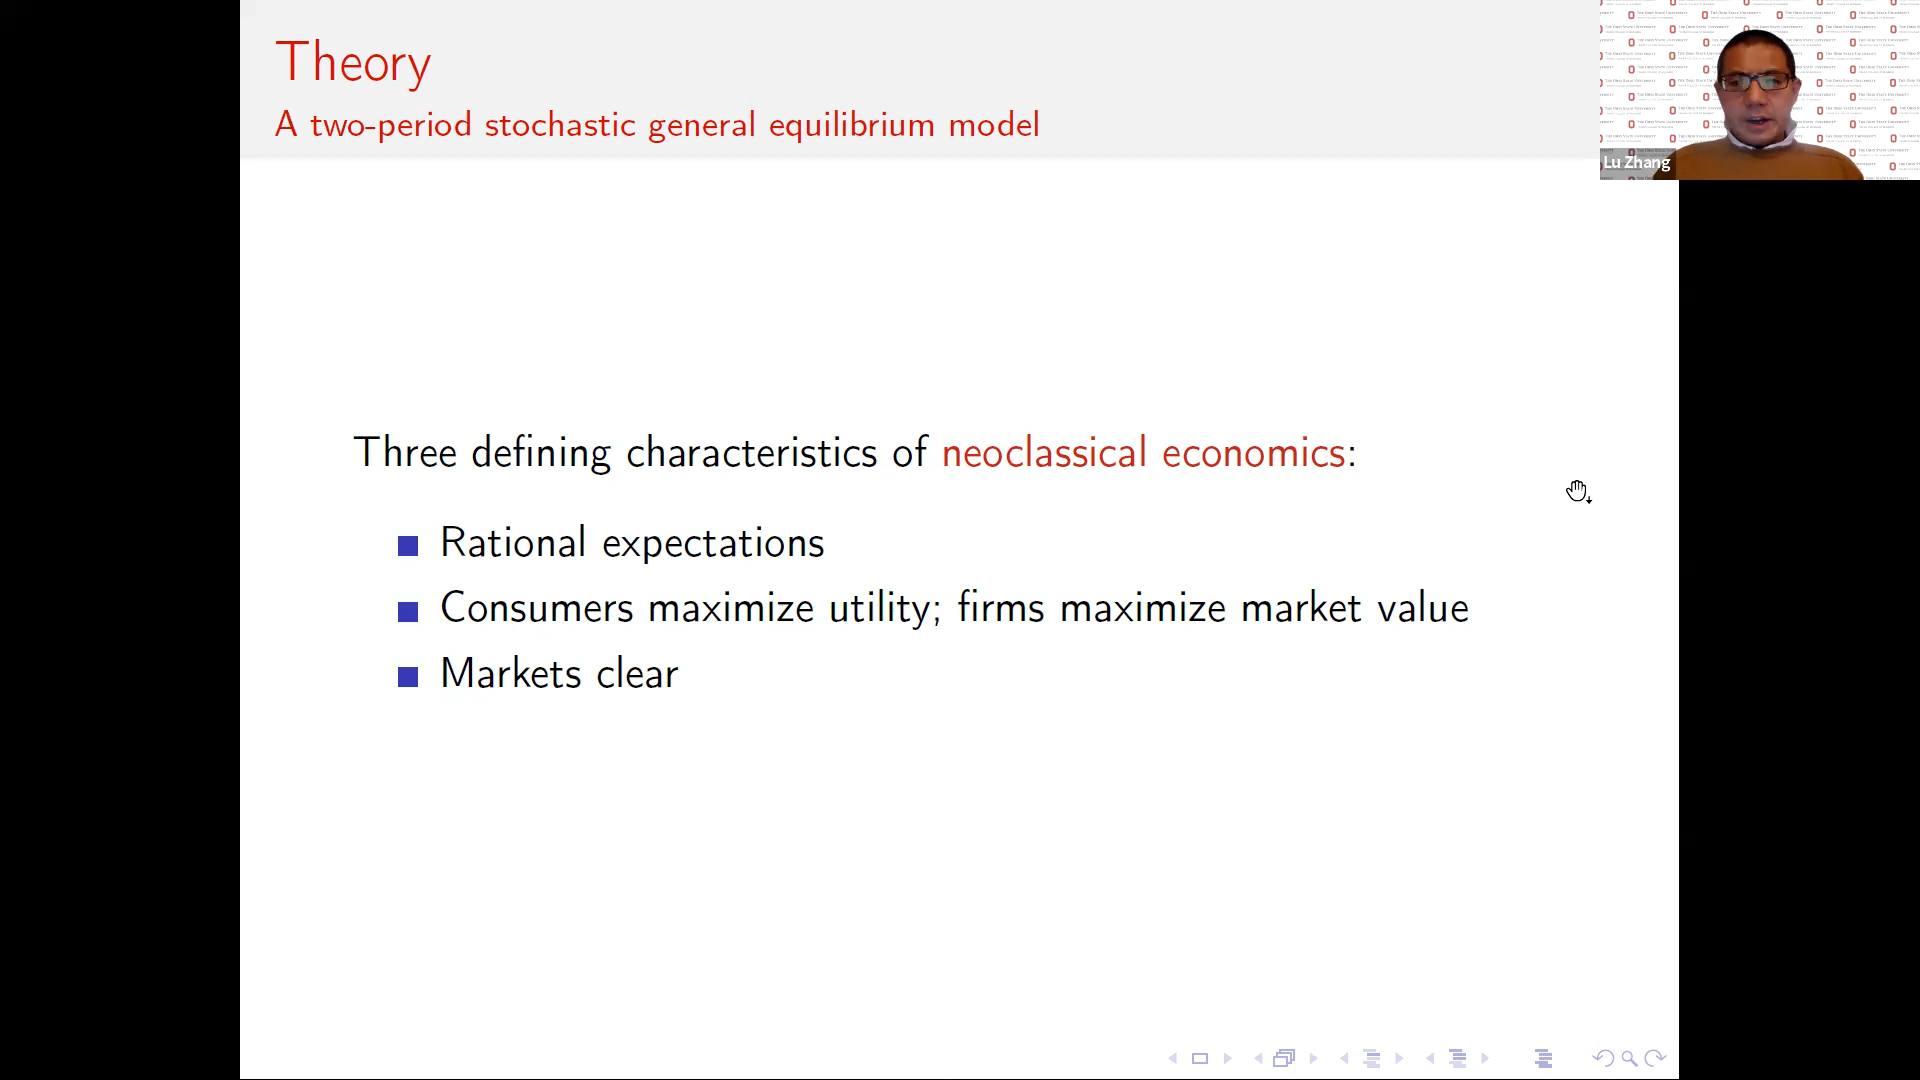 Theory
A two-period stochastic general equilibrium model
Three defining characteristics of neoclassical economics:
Rational expectations
Consumers maximize utility; firms maximize market value
Markets clear
Lu Zhang